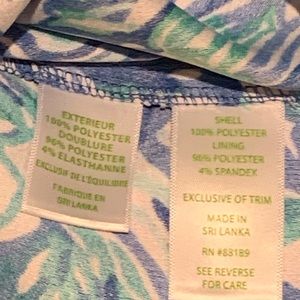 EXTERIEUR
100% POLYESTER
DOUBLURE
96% POLYESTER
4% ELASTHANNE
EXCLUSIF DE L'ÉQUILIBRE
FABRIQUE EN
SRI LANKA
SHELL
100% POLYESTER
LINING
96% POLYESTER
4% SPANDEX
EXCLUSIVE OF TRIM
MADE IN
SRI LANKA
RN #88189
SEE REVERSE
FOR CARE